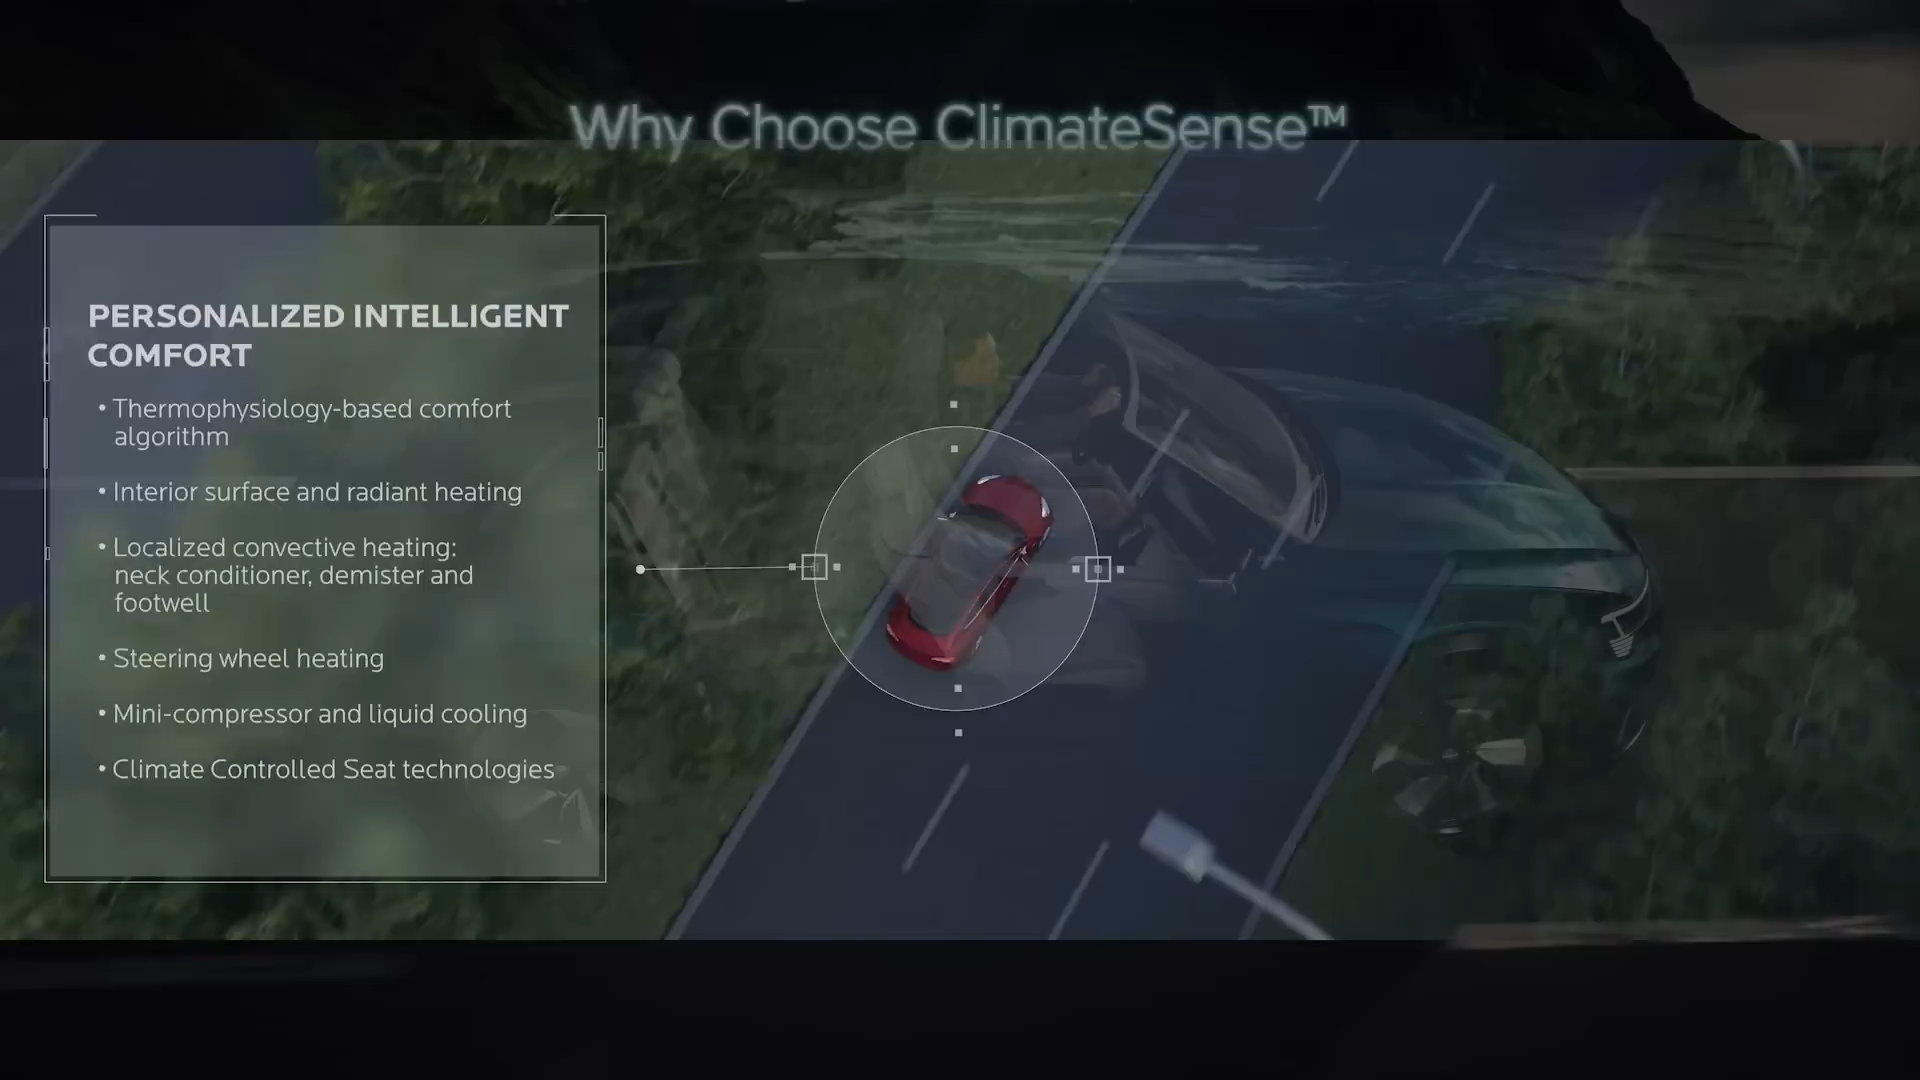 Why Choose ClimateSense™
PERSONALIZED INTELLIGENT
COMFORT
• Thermophysiology-based comfort
algorithm
• Interior surface and radiant heating
• Localized convective heating:
neck conditioner, demister and
footwell
• Steering wheel heating
• Mini-compressor and liquid cooling
• Climate Controlled Seat technologies